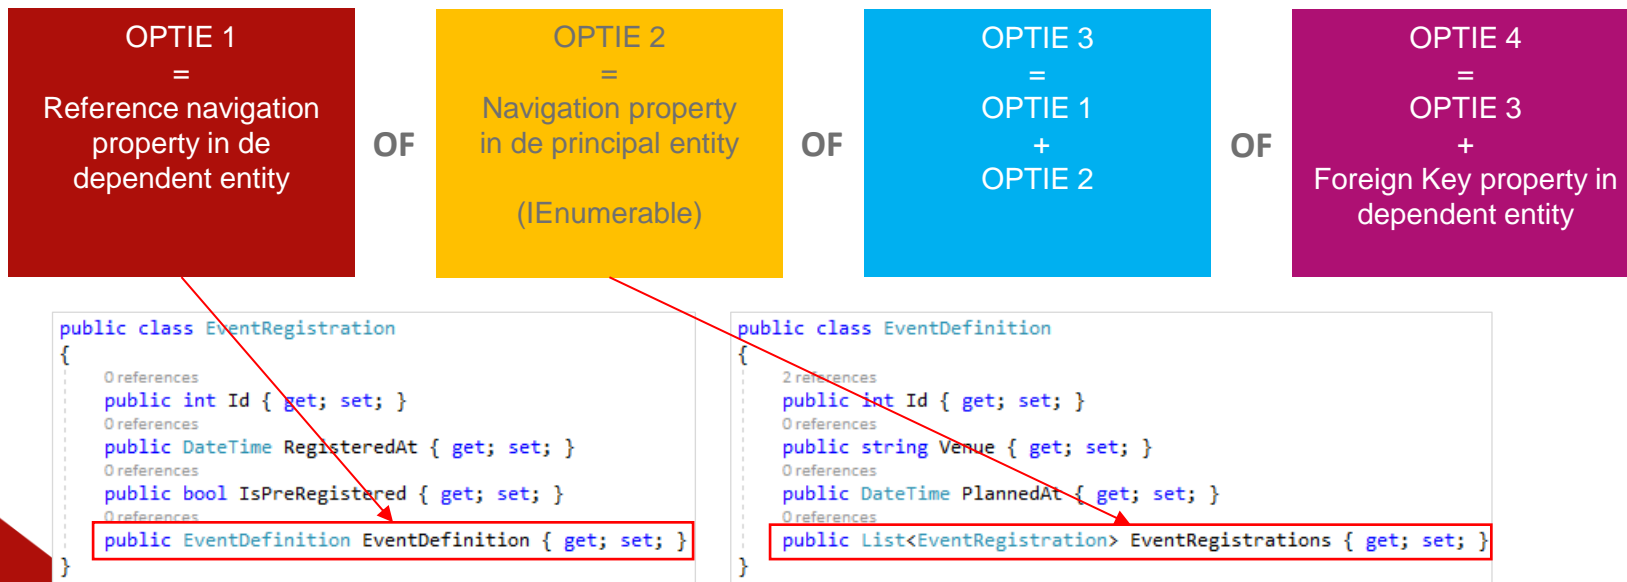 OPTIE 1
=
Reference navigation
property in de
dependent entity
OF
OPTIE 2
=
Navigation property
in de principal entity
(IEnumerable)
OF
OPTIE 3
=
OPTIE 1
+
OPTIE 2
OF
OPTIE 4
=
OPTIE 3
+
Foreign Key property in
dependent entity
public class EventRegistration
{
0 references
public int Id { get; set; }
0 references
public DateTime RegisteredAt { get; set; }
0 references
public bool IsPreRegistered { get; set; }
0 references
public EventDefinition EventDefinition { get; set; }
}
public class EventDefinition
{
2 references
public int Id { get; set; }
0 references
public string Venue { get; set; }
0 references
public DateTime PlannedAt { get; set; }
0 references
public List<EventRegistration> EventRegistrations { get; set; }
}